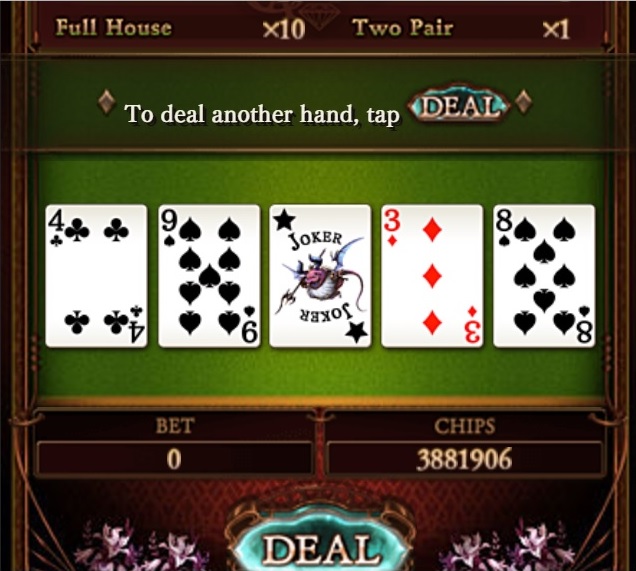 Full House ×10 Two Pair ×1
To deal another hand, tap DEAL
4 9 JOKER 3 8
4 9 JOKER 3 8
BET CHIPS
0 3881906
DEAL